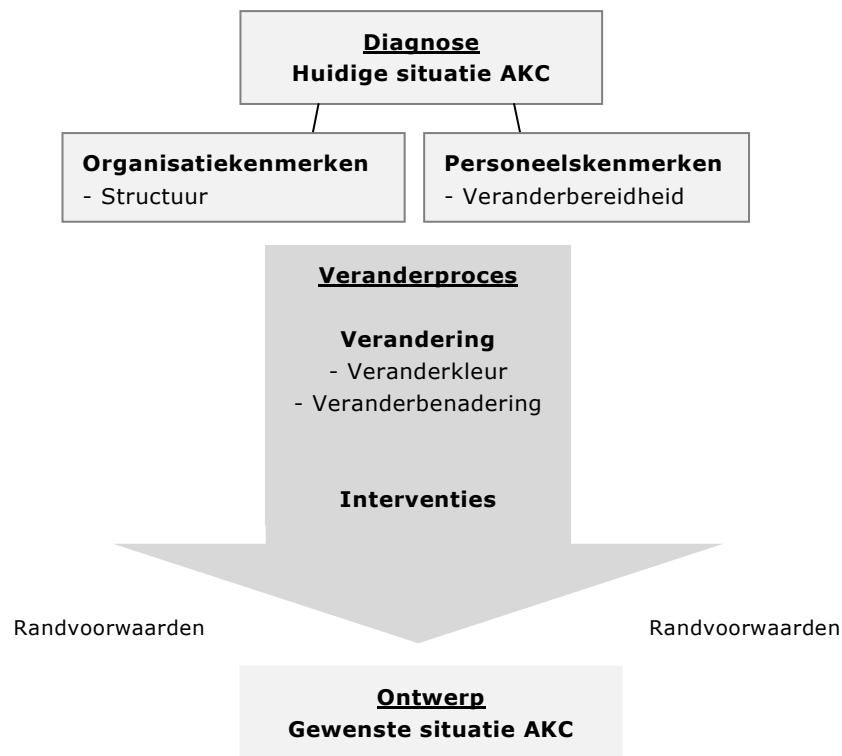 Diagnose
Huidige situatie AKC
Organisatiekenmerken
- Structuur
Personeelskenmerken
- Veranderbereidheid
Veranderproces
Verandering
- Veranderkleur
- Veranderbenadering
Interventies
Randvoorwaarden
Randvoorwaarden
Ontwerp
Gewenste situatie AKC